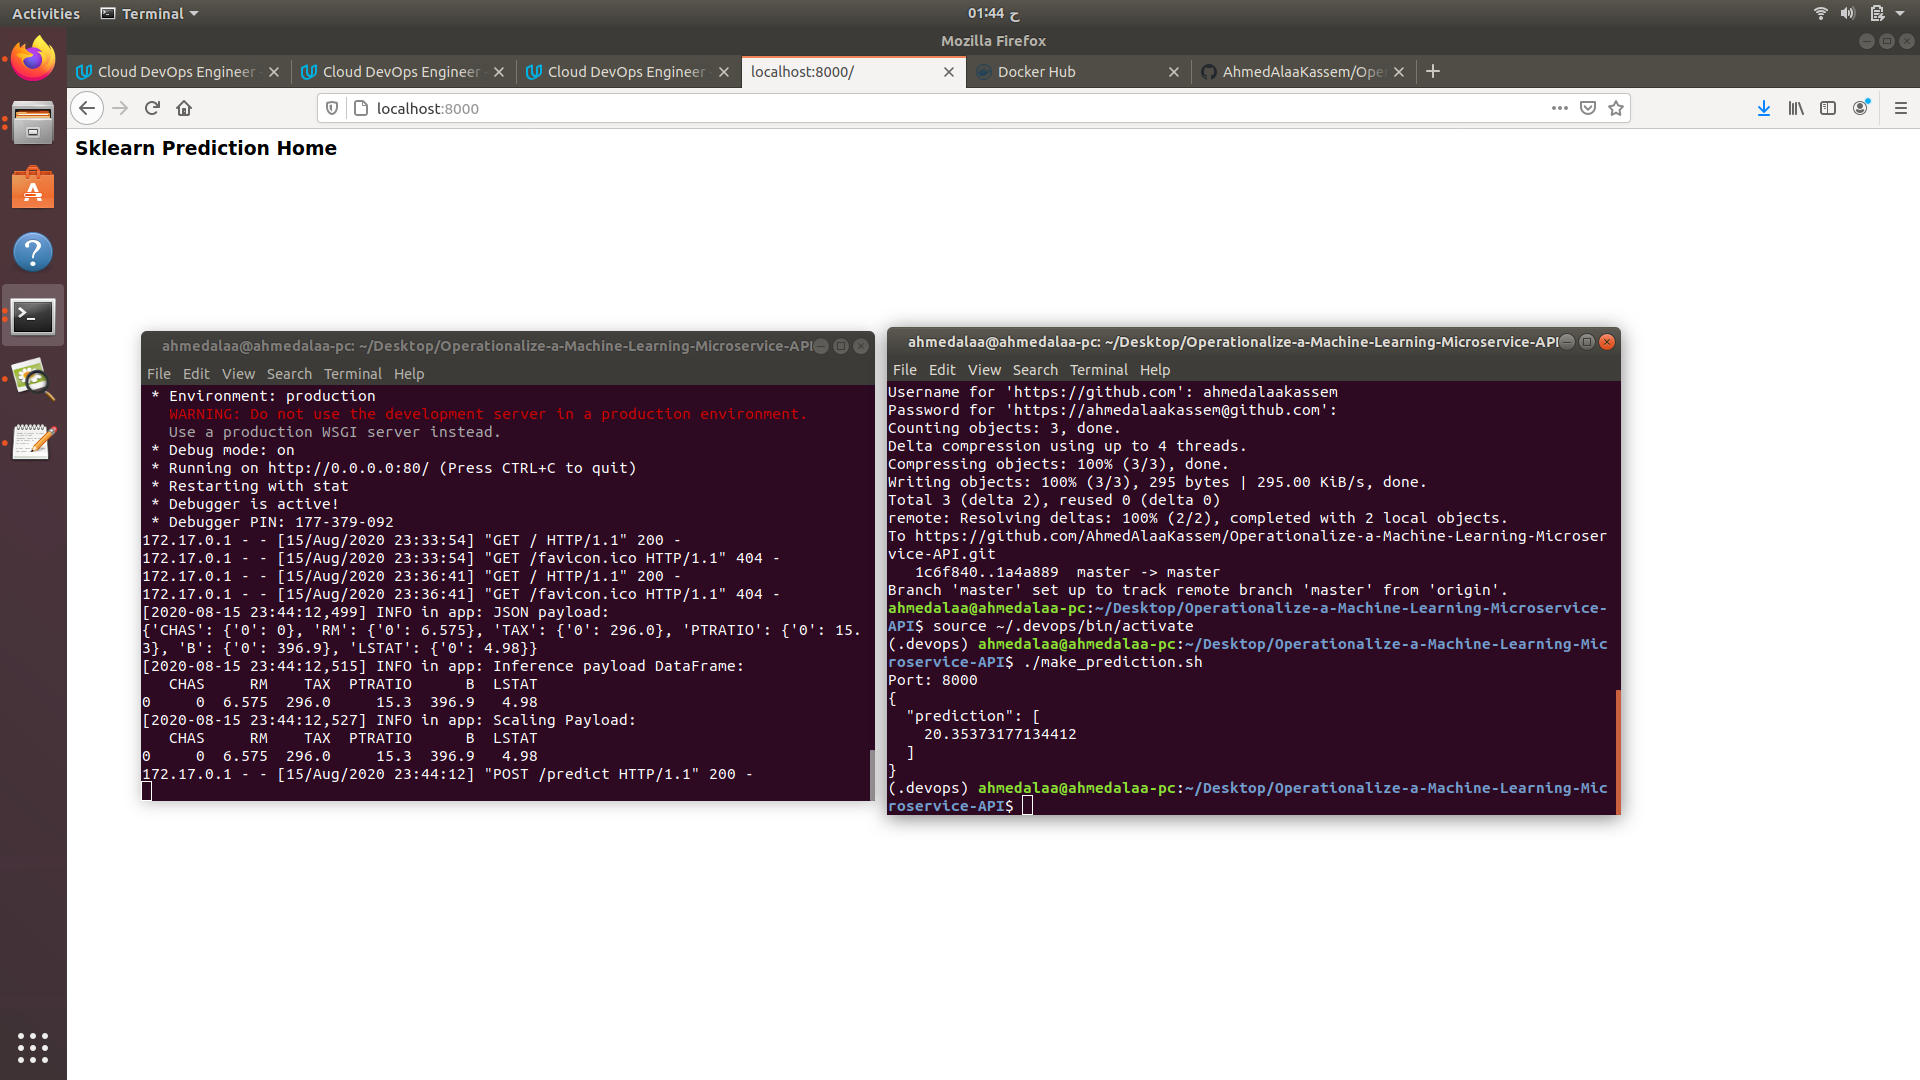 Activities
Terminal
01:44 ح
Mozilla Firefox
Cloud DevOps Engineer
Cloud DevOps Engineer
Cloud DevOps Engineer
localhost:8000/
Docker Hub
AhmedAlaaKassem/Ope
localhost:8000
Sklearn Prediction Home
ahmedalaa@ahmedalaa-pc: ~/Desktop/Operationalize-a-Machine-Learning-Microservice-API
File Edit View Search Terminal Help
* Environment: production
WARNING: Do not use the development server in a production environment.
Use a production WSGI server instead.
* Debug mode: on
* Running on http://0.0.0.0:80/ (Press CTRL+C to quit)
* Restarting with stat
* Debugger is active!
* Debugger PIN: 177-379-092
172.17.0.1 - - [15/Aug/2020 23:33:54] "GET / HTTP/1.1" 200 -
172.17.0.1 - - [15/Aug/2020 23:33:54] "GET /favicon.ico HTTP/1.1" 404 -
172.17.0.1 - - [15/Aug/2020 23:36:41] "GET / HTTP/1.1" 200 -
172.17.0.1 - - [15/Aug/2020 23:36:41] "GET /favicon.ico HTTP/1.1" 404 -
[2020-08-15 23:44:12,499] INFO in app: JSON payload:
{'CHAS': {'0': 0}, 'RM': {'0': 6.575}, 'TAX': {'0': 296.0}, 'PTRATIO': {'0': 15.
3}, 'B': {'0': 396.9}, 'LSTAT': {'0': 4.98}}
[2020-08-15 23:44:12,515] INFO in app: Inference payload DataFrame:
CHAS RM TAX PTRATIO B LSTAT
0 0 6.575 296.0 15.3 396.9 4.98
[2020-08-15 23:44:12,527] INFO in app: Scaling Payload:
CHAS RM TAX PTRATIO B LSTAT
0 0 6.575 296.0 15.3 396.9 4.98
172.17.0.1 - - [15/Aug/2020 23:44:12] "POST /predict HTTP/1.1" 200 -
ahmedalaa@ahmedalaa-pc: ~/Desktop/Operationalize-a-Machine-Learning-Microservice-API
File Edit View Search Terminal Help
Username for 'https://github.com': ahmedalaakassem
Password for 'https://ahmedalaakassem@github.com':
Counting objects: 3, done.
Delta compression using up to 4 threads.
Compressing objects: 100% (3/3), done.
Writing objects: 100% (3/3), 295 bytes | 295.00 KiB/s, done.
Total 3 (delta 2), reused 0 (delta 0)
remote: Resolving deltas: 100% (2/2), completed with 2 local objects.
To https://github.com/AhmedAlaaKassem/Operationalize-a-Machine-Learning-Microser
vice-API.git
1c6f840..1a4a889 master -> master
Branch 'master' set up to track remote branch 'master' from 'origin'.
ahmedalaa@ahmedalaa-pc:~/Desktop/Operationalize-a-Machine-Learning-Microservice-
API$ source ~/.devops/bin/activate
(.devops) ahmedalaa@ahmedalaa-pc:~/Desktop/Operationalize-a-Machine-Learning-Mic
roservice-API$ ./make_prediction.sh
Port: 8000
{
"prediction": [
20.35373177134412
]
}
(.devops) ahmedalaa@ahmedalaa-pc:~/Desktop/Operationalize-a-Machine-Learning-Mic
roservice-API$